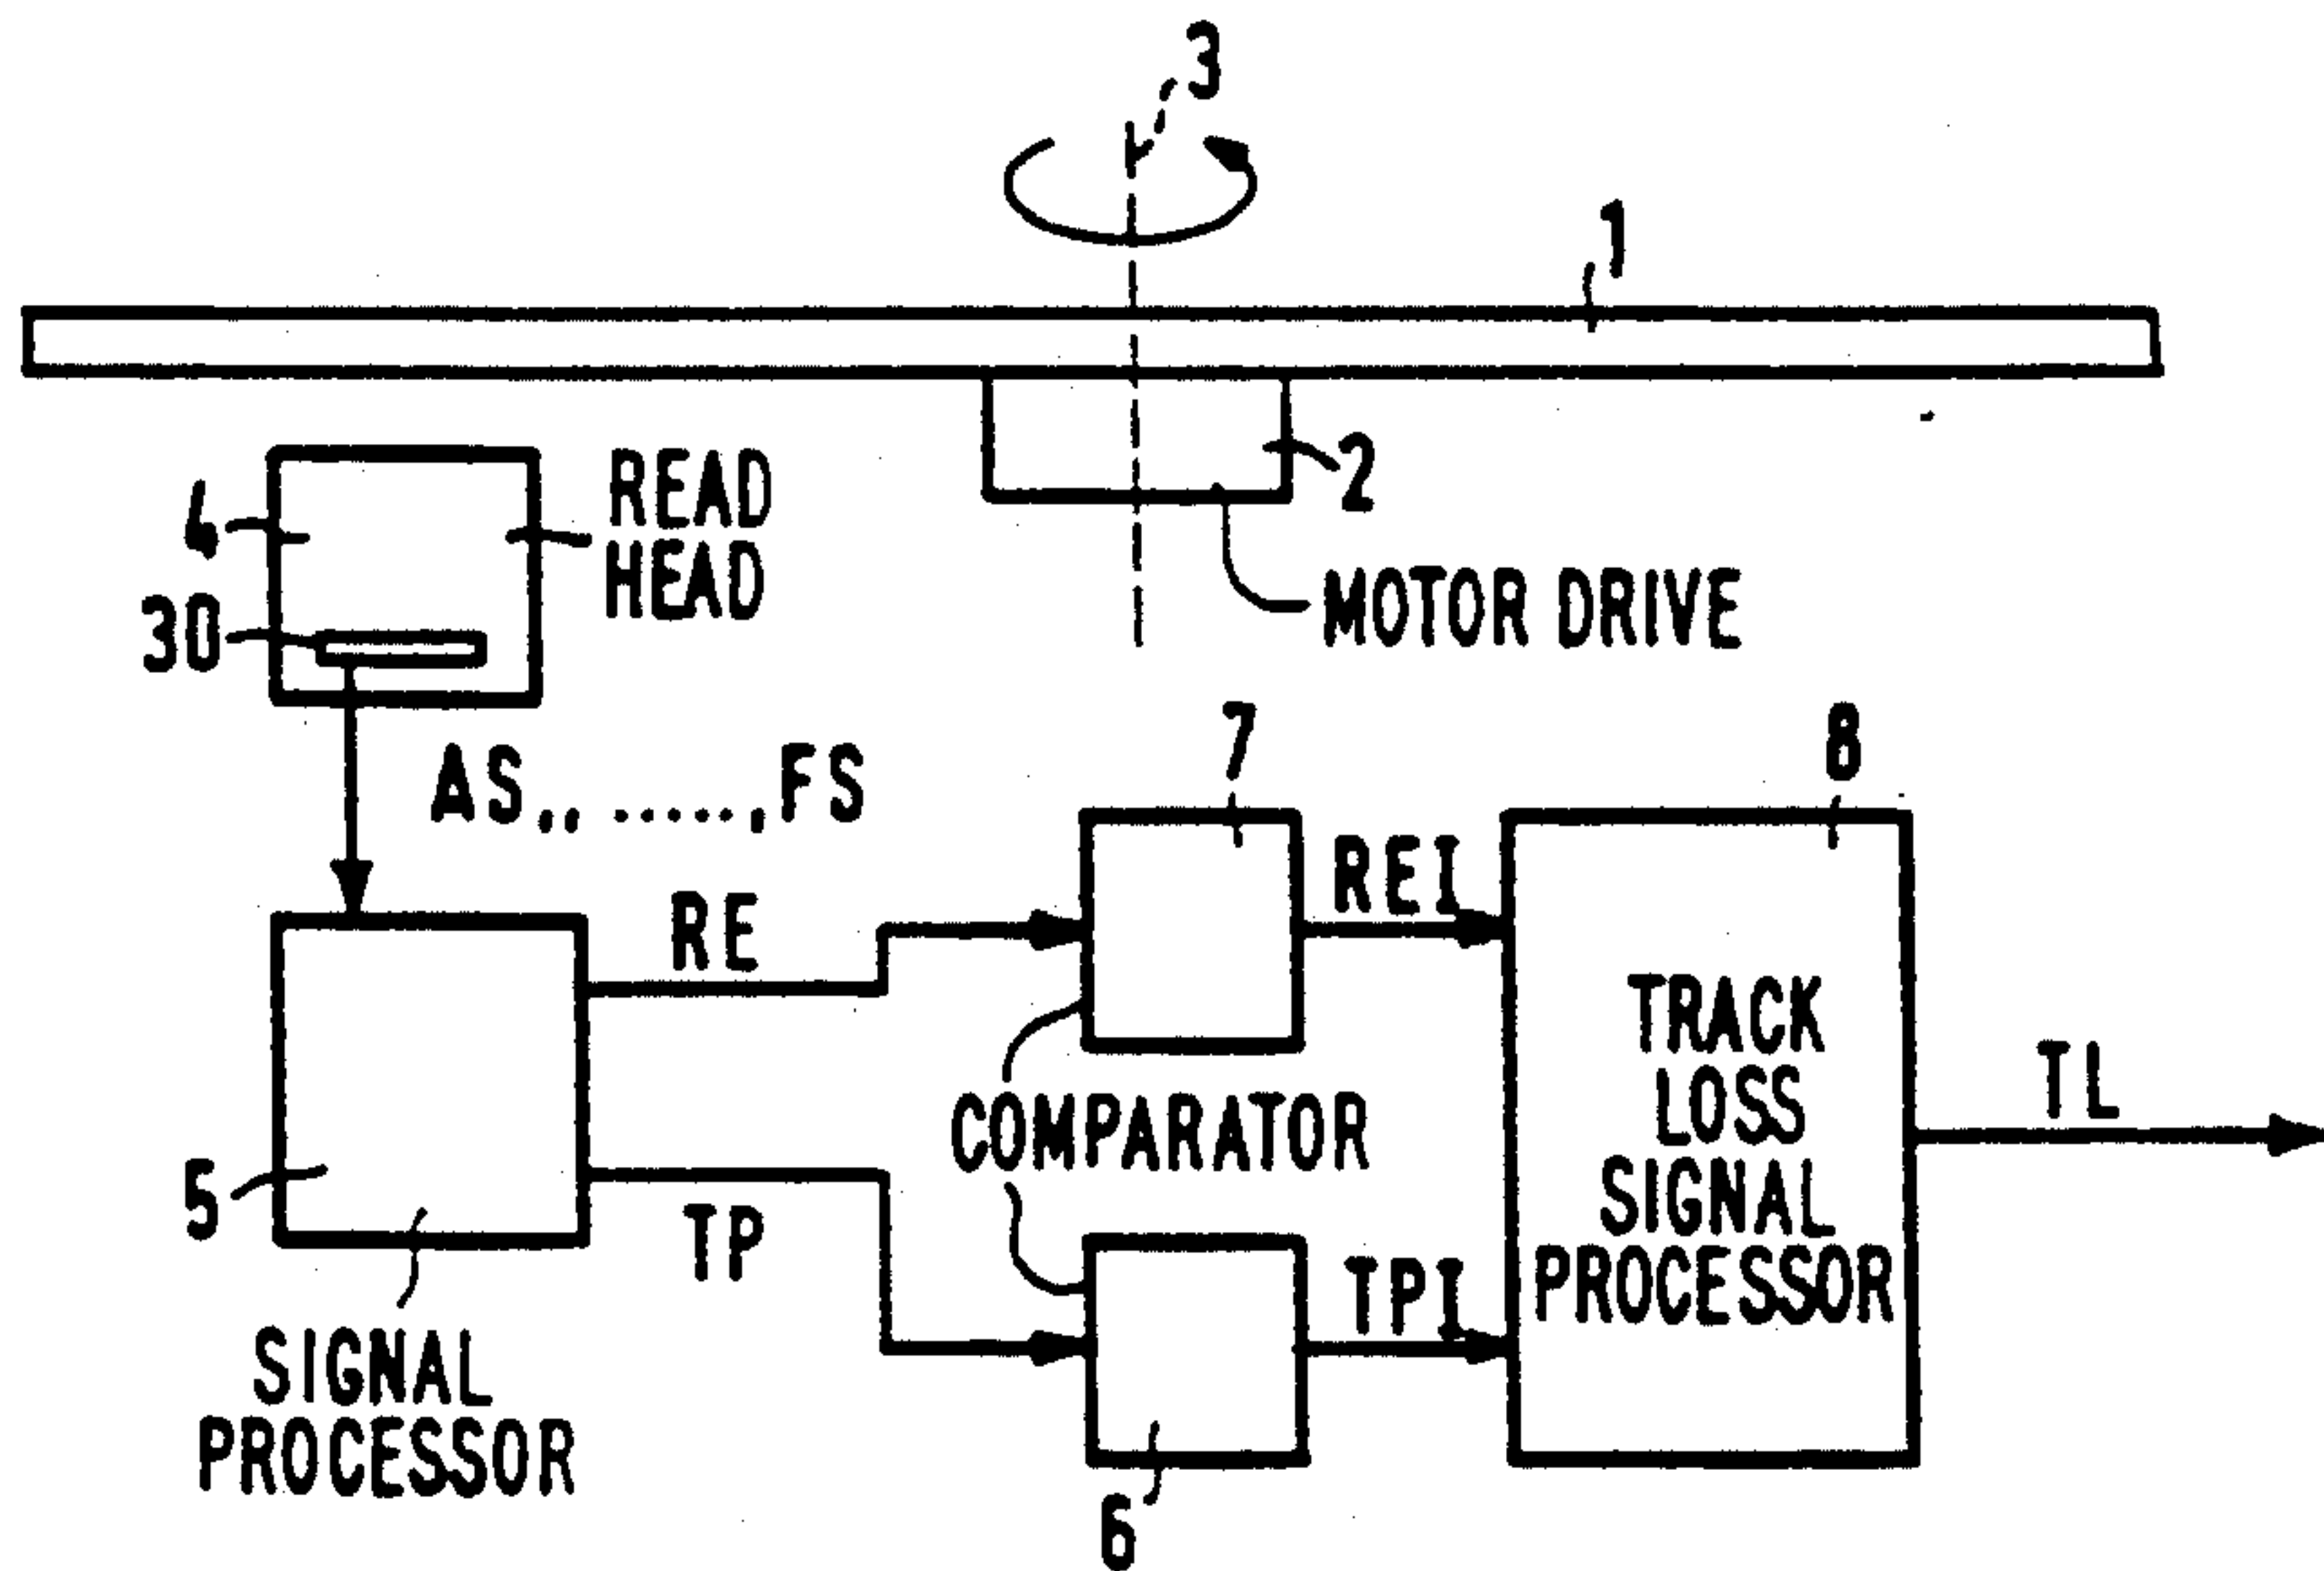 3
1
2
READ
HEAD
4
30
MOTOR DRIVE
AS,, ......,FS
7
8
RE
REI
TRACK
LOSS
SIGNAL
PROCESSOR
TL
COMPARATOR
5
TP
TPI
SIGNAL
PROCESSOR
6